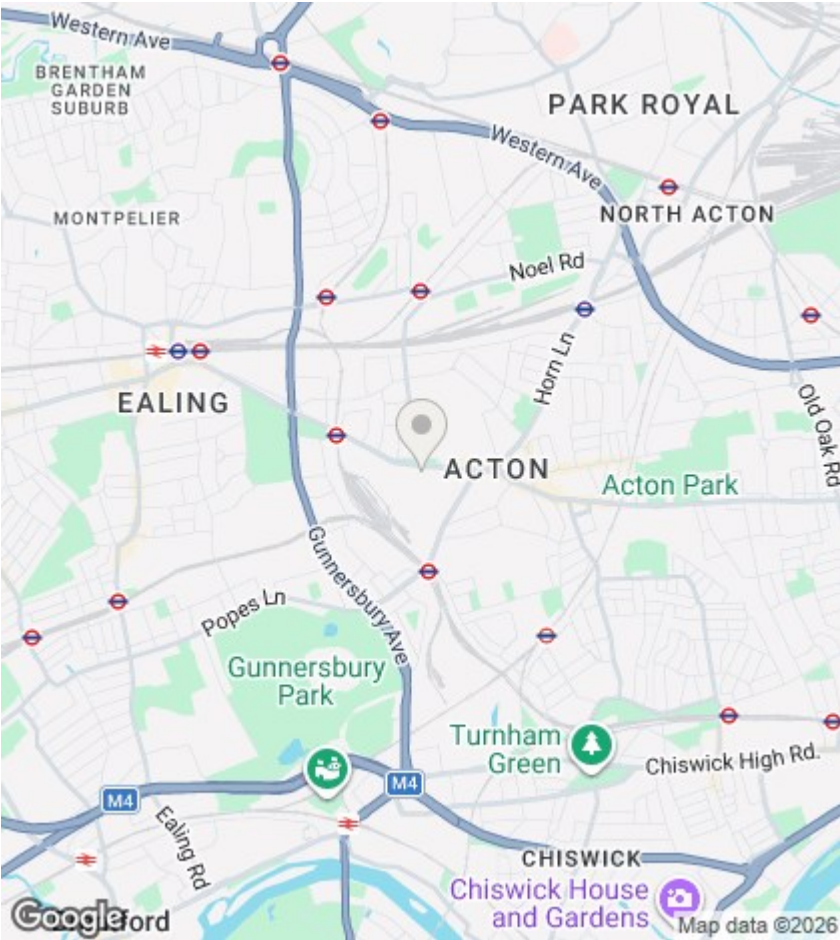 Western Ave
BRENTHAM
GARDEN
SUBURB
PARK ROYAL
Western Ave
MONTPELIER
NORTH ACTON
Noel Rd
Horn Ln
EALING
Old Oak Rd
ACTON
Acton Park
Gunnersbury Ave
Popes Ln
Gunnersbury
Park
Turnham
Green
Chiswick High Rd.
M4
M4
Ealing Rd
CHISWICK
Chiswick House
and Gardens
Google
Map data ©2026